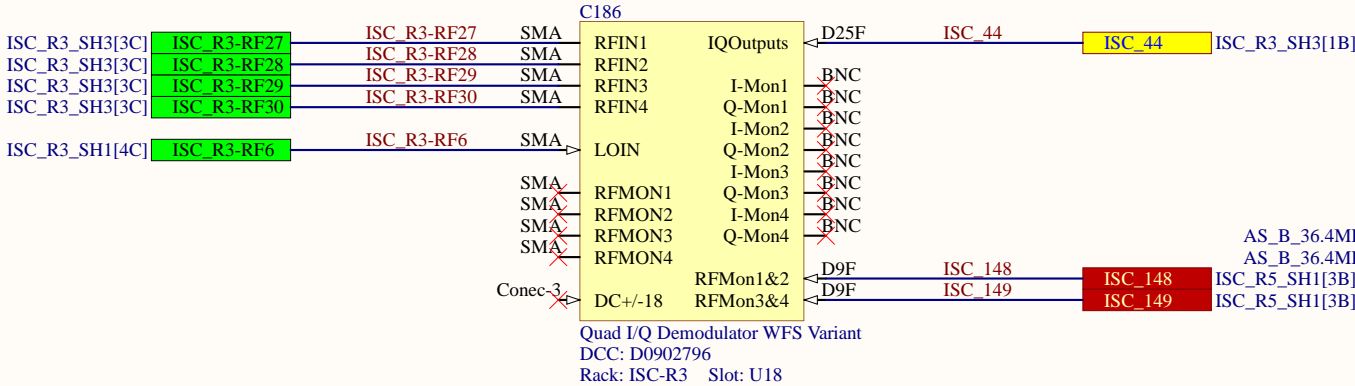 C186
ISC_R3_SH3[3C] ISC_R3-RF27 ISC_R3-RF27 SMA RFIN1 IQOutputs D25F ISC_44 ISC_44 ISC_R3_SH3[1B]
ISC_R3_SH3[3C] ISC_R3-RF28 ISC_R3-RF28 SMA RFIN2
ISC_R3_SH3[3C] ISC_R3-RF29 ISC_R3-RF29 SMA RFIN3 I-Mon1 BNC
ISC_R3_SH3[3C] ISC_R3-RF30 ISC_R3-RF30 SMA RFIN4 Q-Mon1 BNC
I-Mon2 BNC
ISC_R3_SH1[4C] ISC_R3-RF6 ISC_R3-RF6 SMA LOIN Q-Mon2 BNC
I-Mon3 BNC
SMA RFMON1 Q-Mon3 BNC
SMA RFMON2 I-Mon4 BNC
SMA RFMON3 Q-Mon4 BNC
AS_B_36.4M
SMA RFMON4
AS_B_36.4M
RFMon1&2 D9F ISC_148 ISC_148 ISC_R5_SH1[3B]
Conec-3 DC+/-18 RFMon3&4 D9F ISC_149 ISC_149 ISC_R5_SH1[3B]
Quad I/Q Demodulator WFS Variant
DCC: D0902796
Rack: ISC-R3 Slot: U18